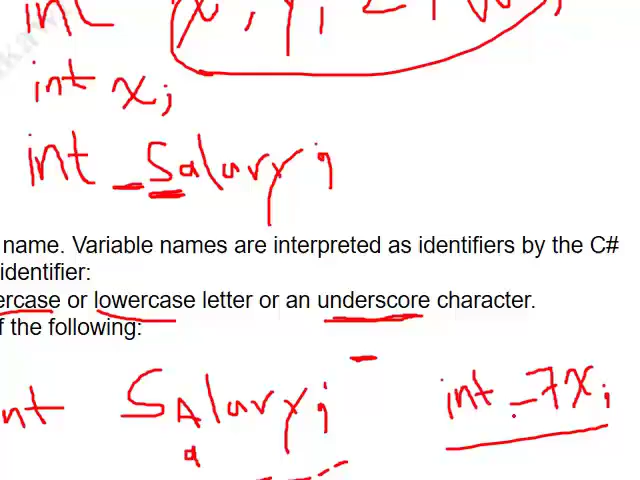 int x, y,
int x;
int _Salary;
name. Variable names are interpreted as identifiers by the C#
identifier:
ercase or lowercase letter or an underscore character.
f the following:
nt SAlary; int _7x;
a